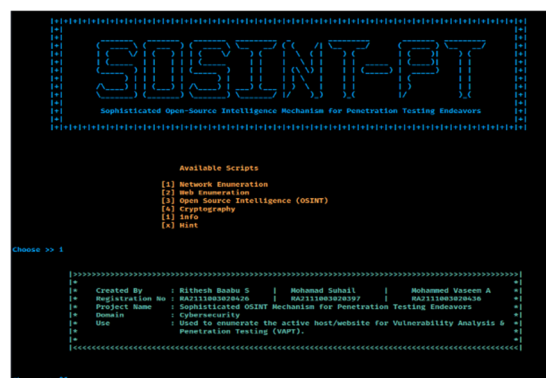 SOSINT-PT
Sophisticated Open-Source Intelligence Mechanism for Penetration Testing Endeavors
Available Scripts
[1] Network Enumeration
[2] Web Enumeration
[3] Open Source Intelligence (OSINT)
[4] Cryptography
[i] info
[x] Hint
Choose >> i
|* Created By : Rithesh Baabu S | Mohamad Suhail | Mohammed Vaseem A *|
|* Registration No : RA2111003020426 | RA2111003020397 | RA2111003020436 *|
|* Project Name : Sophisticated OSINT Mechanism for Penetration Testing Endeavors *|
|* Domain : Cybersecurity *|
|* Use : Used to enumerate the active host/website for Vulnerability Analysis & *|
|* Penetration Testing (VAPT). *|